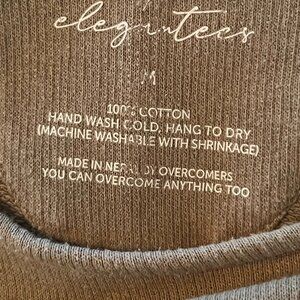 elegantees
M
100% COTTON
HAND WASH COLD, HANG TO DRY
(MACHINE WASHABLE WITH SHRINKAGE)
MADE IN NEPAL BY OVERCOMERS
YOU CAN OVERCOME ANYTHING TOO